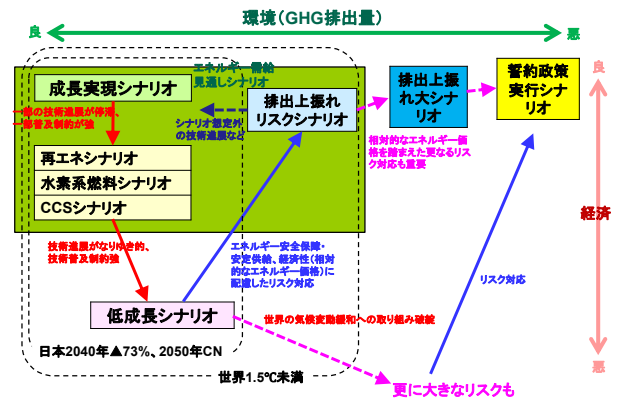 環境（GHG排出量）
良
悪
エネルギー需給
見通しシナリオ
成長実現シナリオ
排出上振れ
リスクシナリオ
排出上振
れ大シナ
リオ
誓約政策
実行シナ
リオ
良
一部の技術進展が停滞、
一部普及制約が強
シナリオ想定外
の技術進展など
相対的なエネルギー価
格を踏まえた更なるリス
ク対応も重要
再エネシナリオ
水素系燃料シナリオ
CCSシナリオ
経済
技術進展がなりゆき的、
技術普及制約強
エネルギー安全保障・
安定供給、経済性（相対
的なエネルギー価格）に
配慮したリスク対応
リスク対応
低成長シナリオ
世界の気候変動緩和への取り組み破綻
日本2040年▲73%、2050年CN
世界1.5℃未満
更に大きなリスクも
悪